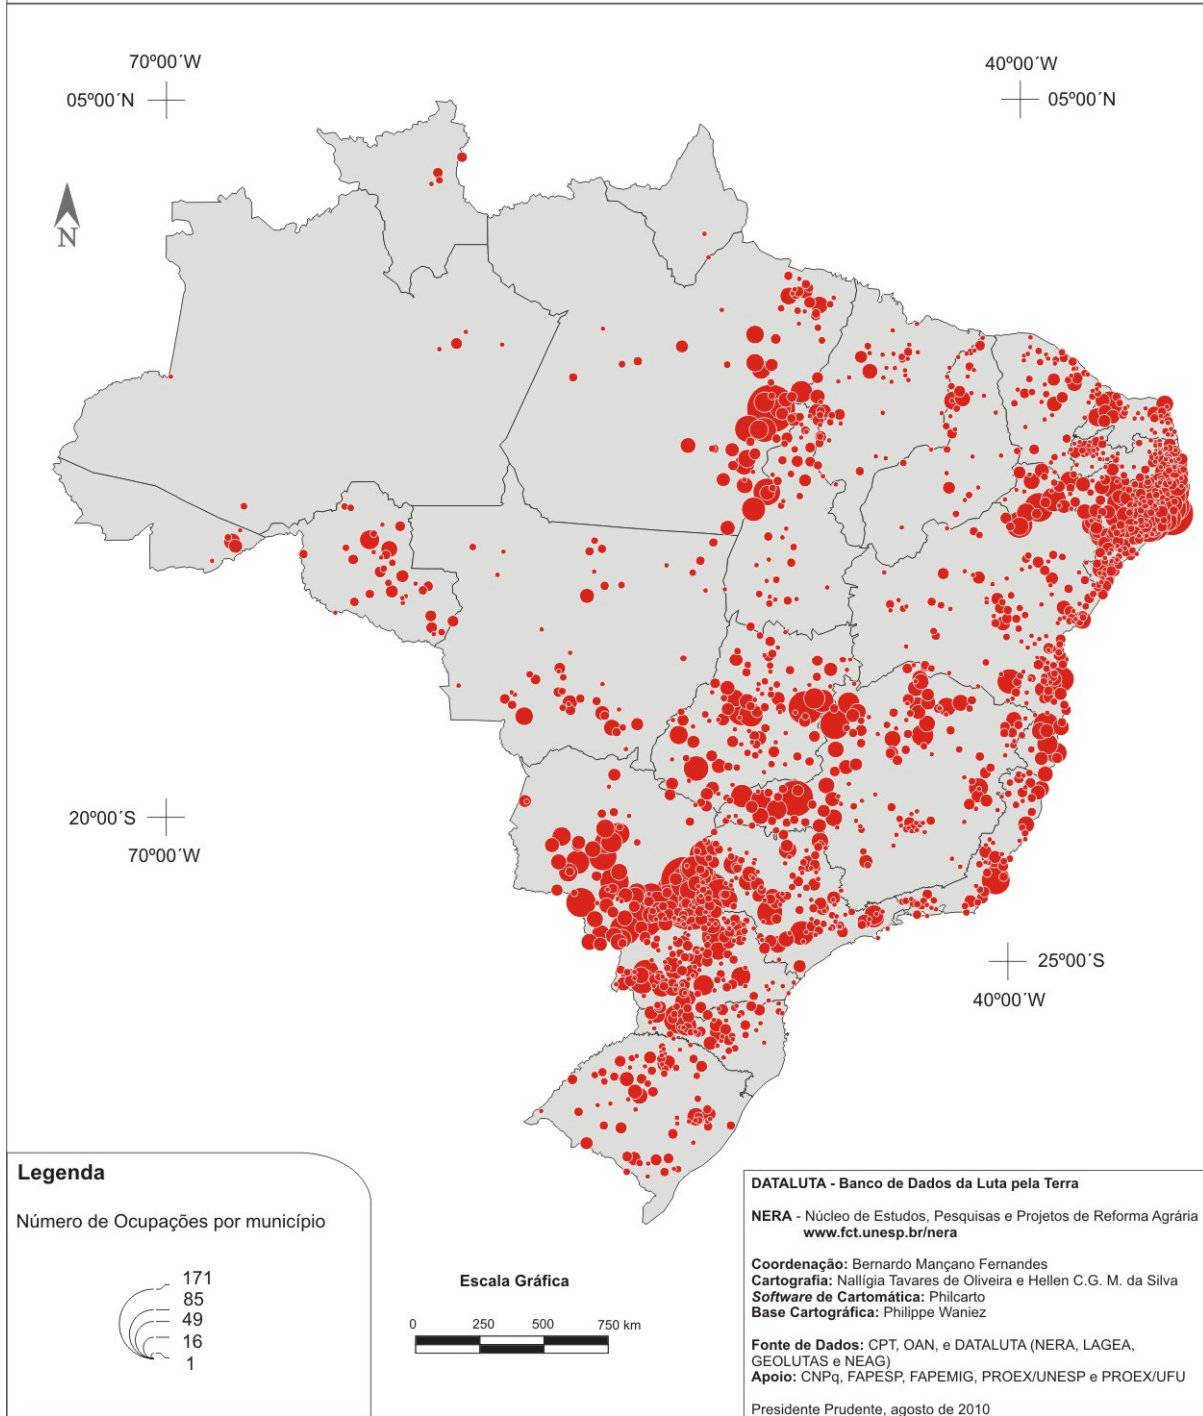 70º00´W
40º00´W
05º00´N
05º00´N
N
20º00´S
70º00´W
25º00´S
40º00´W
Legenda
Número de Ocupações por município
171
85
49
16
1
Escala Gráfica
0 250 500 750 km
DATALUTA - Banco de Dados da Luta pela Terra
NERA - Núcleo de Estudos, Pesquisas e Projetos de Reforma Agrária
www.fct.unesp.br/nera
Coordenação: Bernardo Mançano Fernandes
Cartografia: Nallígia Tavares de Oliveira e Hellen C.G. M. da Silva
Software de Cartomática: Philcarto
Base Cartográfica: Philippe Waniez
Fonte de Dados: CPT, OAN, e DATALUTA (NERA, LAGEA,
GEOLUTAS e NEAG)
Apoio: CNPq, FAPESP, FAPEMIG, PROEX/UNESP e PROEX/UFU
Presidente Prudente, agosto de 2010